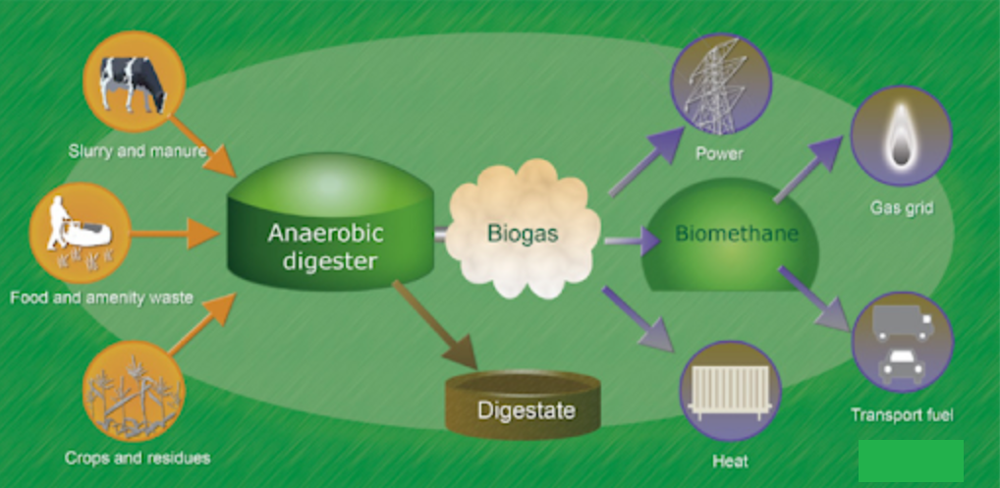 Slurry and manure
Food and amenity waste
Crops and residues
Anaerobic
digester
Biogas
Digestate
Power
Biomethane
Heat
Gas grid
Transport fuel